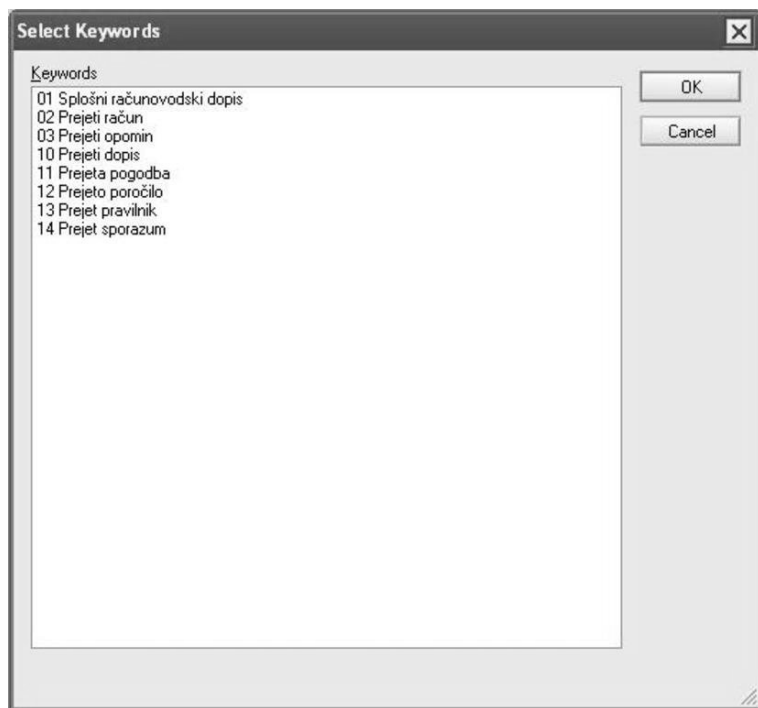 Select Keywords
Keywords
01 Splošni računovodski dopis
02 Prejeti račun
03 Prejeti opomin
10 Prejeti dopis
11 Prejeta pogodba
12 Prejeto poročilo
13 Prejet pravilnik
14 Prejet sporazum
OK
Cancel